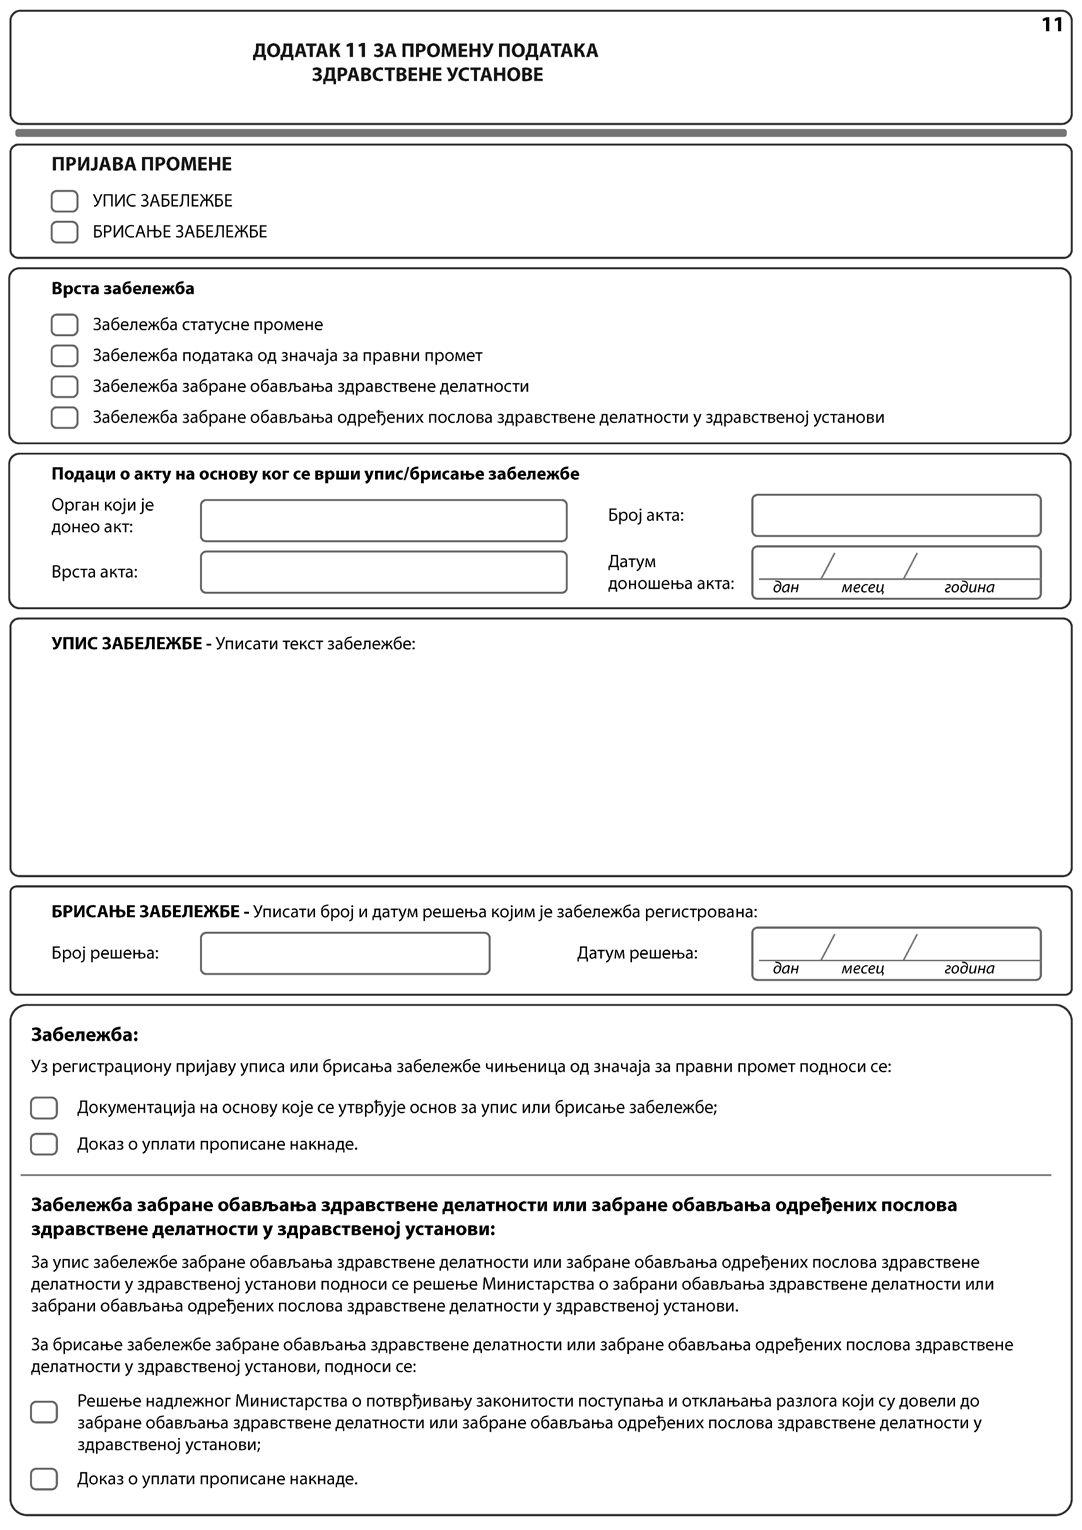 11
ДОДАТАК 11 ЗА ПРОМЕНУ ПОДАТАКА
ЗДРАВСТВЕНЕ УСТАНОВЕ
ПРИЈАВА ПРОМЕНЕ
УПИС ЗАБЕЛЕЖБЕ
БРИСАЊЕ ЗАБЕЛЕЖБЕ
Врста забележба
Забележба статусне промене
Забележба података од значаја за правни промет
Забележба забране обављања здравствене делатности
Забележба забране обављања одређених послова здравствене делатности у здравственој установи
Подаци о акту на основу ког се врши упис/брисање забележбе
Орган који је
донео акт:
Број акта:
Врста акта:
Датум
доношења акта:
дан месец година
УПИС ЗАБЕЛЕЖБЕ - Уписати текст забележбе:
БРИСАЊЕ ЗАБЕЛЕЖБЕ - Уписати број и датум решења којим је забележба регистрована:
Број решења:
Датум решења:
дан месец година
Забележба:
Уз регистрациону пријаву уписа или брисања забележбе чињеница од значаја за правни промет подноси се:
Документација на основу које се утврђује основ за упис или брисање забележбе;
Доказ о уплати прописане накнаде.
Забележба забране обављања здравствене делатности или забране обављања одређених послова
здравствене делатности у здравственој установи:
За упис забележбе забране обављања здравствене делатности или забране обављања одређених послова здравствене
делатности у здравственој установи подноси се решење Министарства о забрани обављања здравствене делатности или
забрани обављања одређених послова здравствене делатности у здравственој установи.
За брисање забележбе забране обављања здравствене делатности или забране обављања одређених послова здравствене
делатности у здравственој установи, подноси се:
Решење надлежног Министарства о потврђивању законитости поступања и отклањања разлога који су довели до
забране обављања здравствене делатности или забране обављања одређених послова здравствене делатности у
здравственој установи;
Доказ о уплати прописане накнаде.